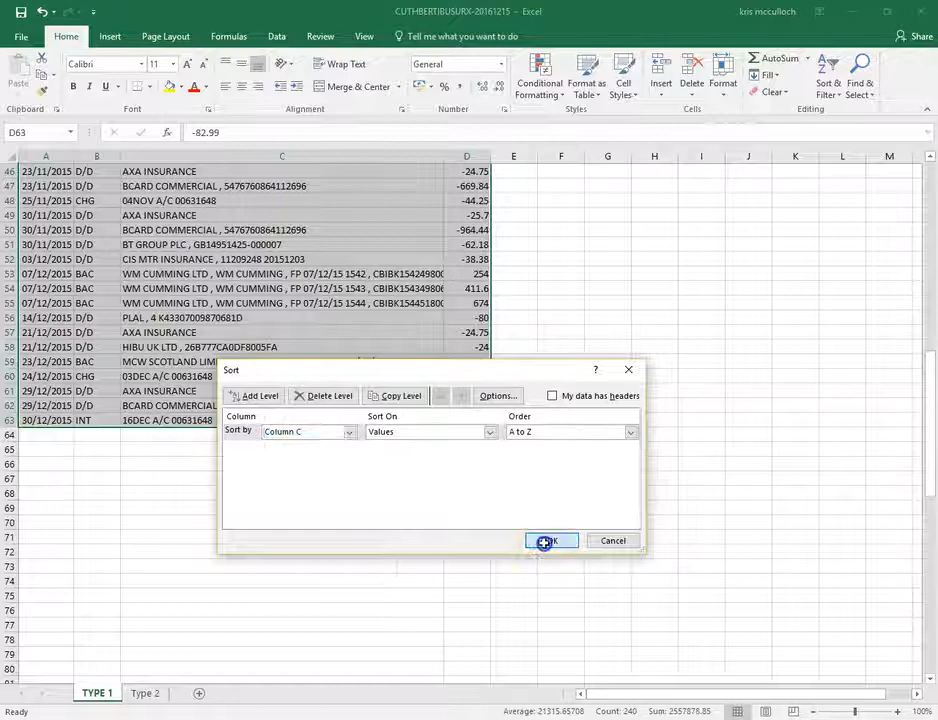 CUTHBERTIBUSURX-20161215 - Excel
kris mcculloch
File Home Insert Page Layout Formulas Data Review View Tell me what you want to do Share
Calibri 11 Wrap Text General AutoSum
Paste Fill
Merge & Center Conditional Formatting Format as Table Cell Styles Insert Delete Format Clear Sort & Filter Find & Select
Clipboard Font Alignment Number Styles Cells Editing
D63 fx -82.99
A B C D E F G H I J K L M
46 23/11/2015 D/D AXA INSURANCE -24.75
47 23/11/2015 D/D BCARD COMMERCIAL , 5476760864112696 -669.84
48 25/11/2015 CHG 04NOV A/C 00631648 -44.25
49 30/11/2015 D/D AXA INSURANCE -25.7
50 30/11/2015 D/D BCARD COMMERCIAL , 5476760864112696 -964.44
51 30/11/2015 D/D BT GROUP PLC , GB14951425-000007 -62.18
52 03/12/2015 D/D CIS MTR INSURANCE , 11209248 20151203 -38.38
53 07/12/2015 BAC WM CUMMING LTD , WM CUMMING , FP 07/12/15 1542 , CBIBK154249800 254
54 07/12/2015 BAC WM CUMMING LTD , WM CUMMING , FP 07/12/15 1543 , CBIBK15434980 411.6
55 07/12/2015 BAC WM CUMMING LTD , WM CUMMING , FP 07/12/15 1544 , CBIBK154451800 674
56 14/12/2015 D/D PLAL , 4 K43307009870681D -80
57 21/12/2015 D/D AXA INSURANCE -24.75
58 21/12/2015 D/D HIBU UK LTD , 26B777CA0DF8005FA -24
59 23/12/2015 BAC MCW SCOTLAND LIM
60 24/12/2015 CHG 03DEC A/C 00631648
61 29/12/2015 D/D AXA INSURANCE
62 29/12/2015 D/D BCARD COMMERCIAL
63 30/12/2015 INT 16DEC A/C 00631648
64
65
66
67
68
69
70
71
72
73
74
75
76
77
78
79
80
Sort ?
Add Level Delete Level Copy Level Options... My data has headers
Column Sort On Order
Sort by Column C Values A to Z
OK Cancel
TYPE 1 Type 2
Ready Average: 21315.65708 Count: 240 Sum: 2557878.85 100%